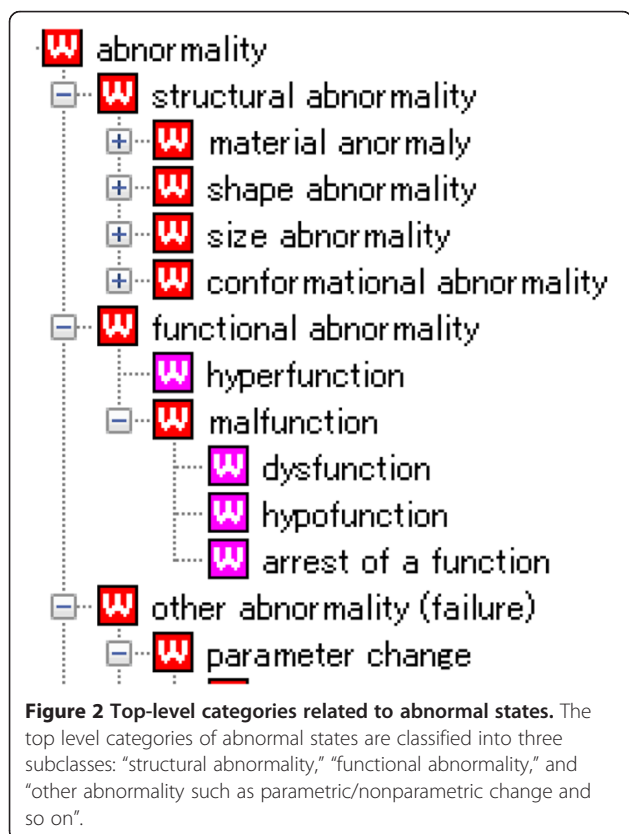 abnormality
structural abnormality
material anormaly
shape abnormality
size abnormality
conformational abnormality
functional abnormality
hyperfunction
malfunction
dysfunction
hypofunction
arrest of a function
other abnormality (failure)
parameter change
Figure 2 Top-level categories related to abnormal states. The
top level categories of abnormal states are classified into three
subclasses: “structural abnormality,” “functional abnormality,” and
“other abnormality such as parametric/nonparametric change and
so on”.